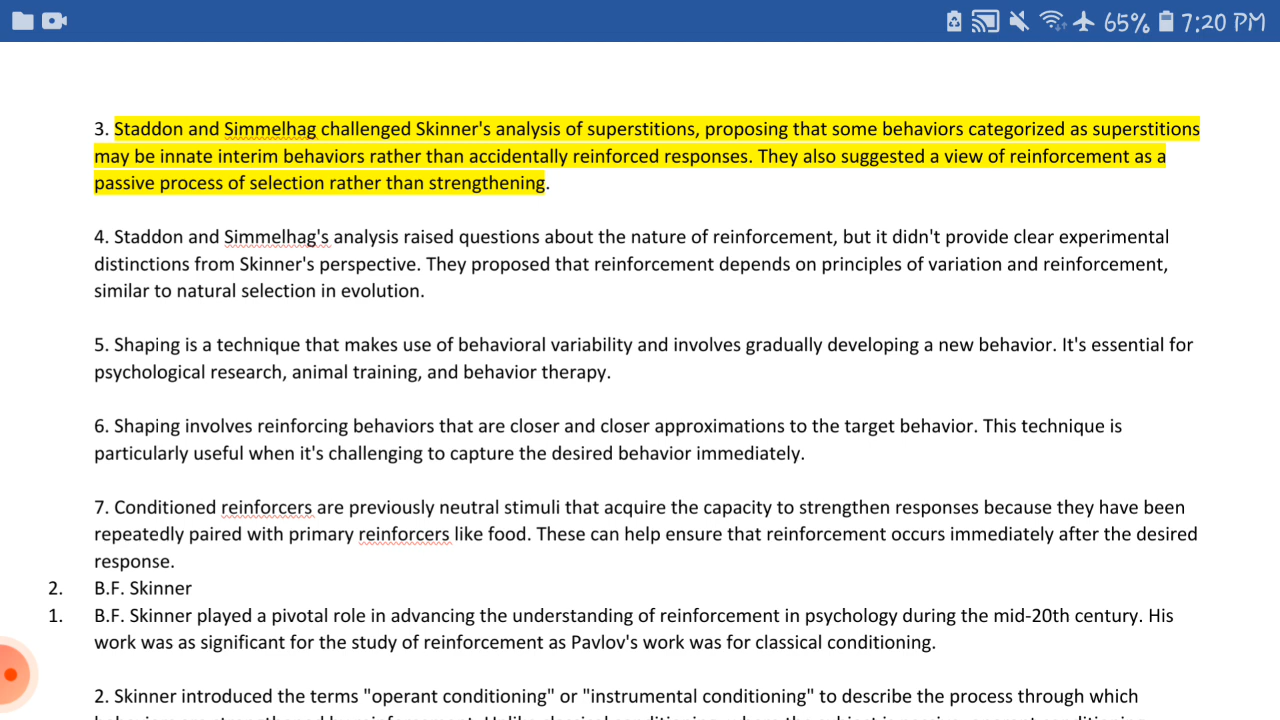 65% 7:20 PM
3. Staddon and Simmelhag challenged Skinner's analysis of superstitions, proposing that some behaviors categorized as superstitions
may be innate interim behaviors rather than accidentally reinforced responses. They also suggested a view of reinforcement as a
passive process of selection rather than strengthening.
4. Staddon and Simmelhag's analysis raised questions about the nature of reinforcement, but it didn't provide clear experimental
distinctions from Skinner's perspective. They proposed that reinforcement depends on principles of variation and reinforcement,
similar to natural selection in evolution.
5. Shaping is a technique that makes use of behavioral variability and involves gradually developing a new behavior. It's essential for
psychological research, animal training, and behavior therapy.
6. Shaping involves reinforcing behaviors that are closer and closer approximations to the target behavior. This technique is
particularly useful when it's challenging to capture the desired behavior immediately.
7. Conditioned reinforcers are previously neutral stimuli that acquire the capacity to strengthen responses because they have been
repeatedly paired with primary reinforcers like food. These can help ensure that reinforcement occurs immediately after the desired
response.
2. B.F. Skinner
1. B.F. Skinner played a pivotal role in advancing the understanding of reinforcement in psychology during the mid-20th century. His
work was as significant for the study of reinforcement as Pavlov's work was for classical conditioning.
2. Skinner introduced the terms "operant conditioning" or "instrumental conditioning" to describe the process through which